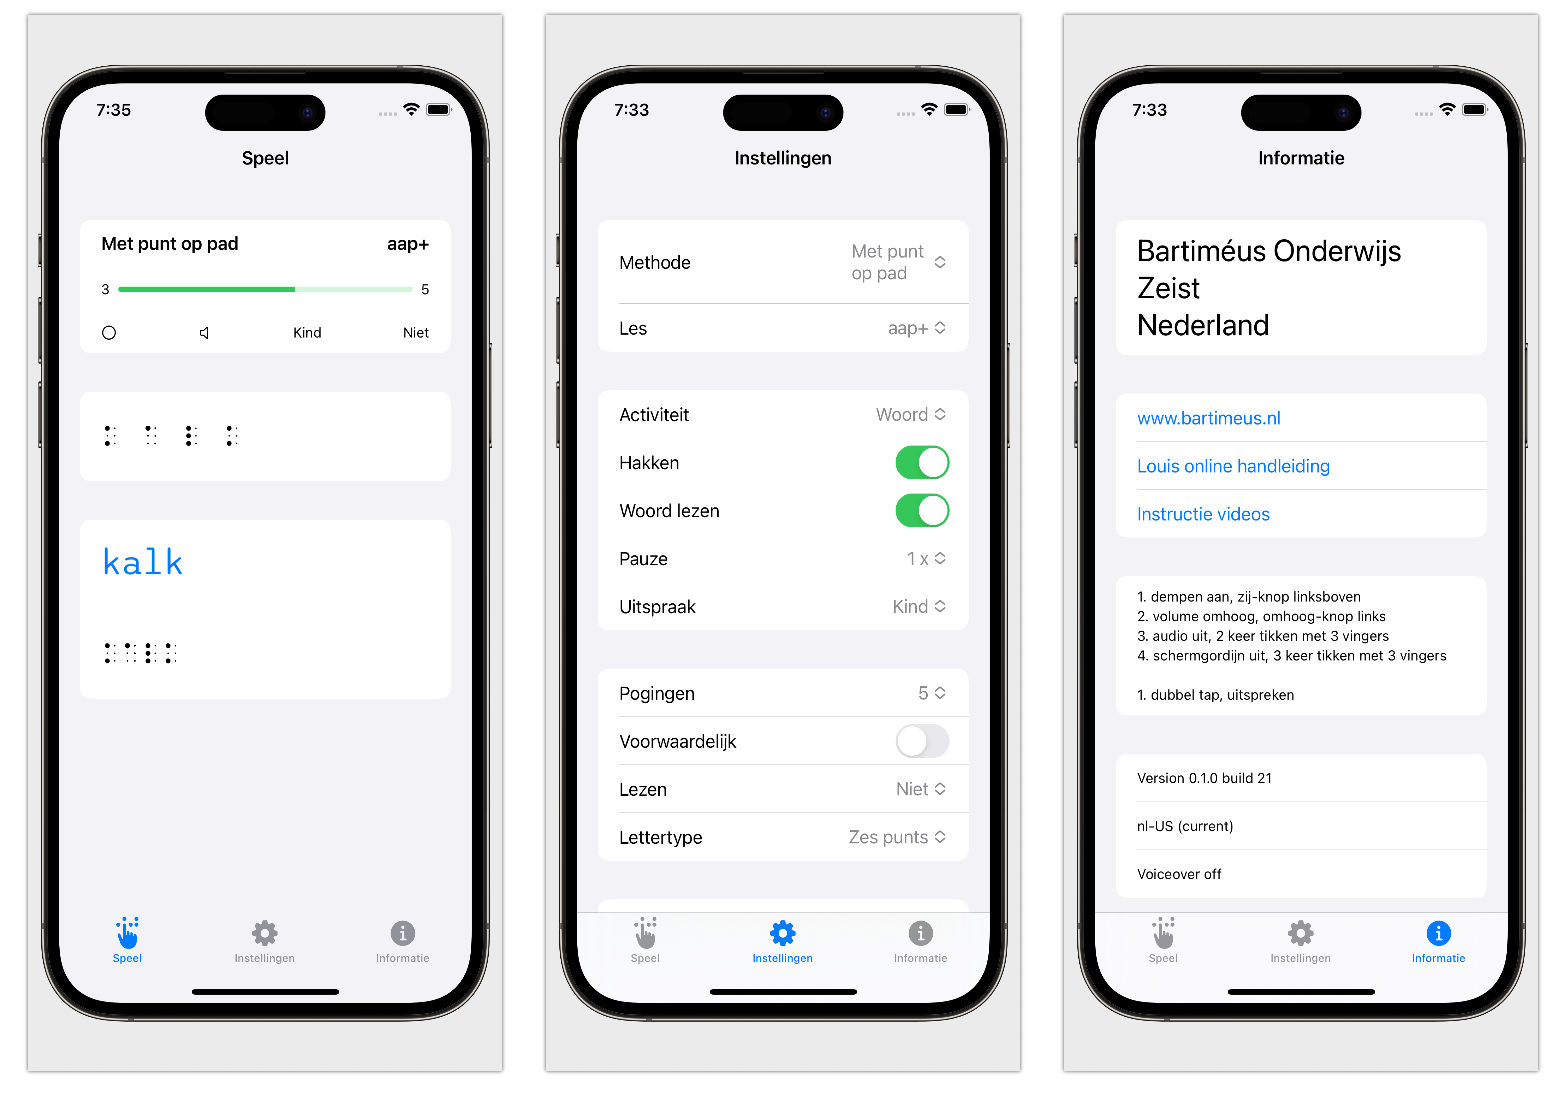 7:35
Speel
Met punt op pad aap+
3 5
Kind Niet
⠅ ⠁ ⠇ ⠅
kalk
⠅⠁⠇⠅
Speel Instellingen Informatie
7:33
Instellingen
Methode Met punt
op pad
Les aap+
Activiteit Woord
Hakken
Woord lezen
Pauze 1 x
Uitspraak Kind
Pogingen 5
Voorwaardelijk
Lezen Niet
Lettertype Zes punts
Speel Instellingen Informatie
7:33
Informatie
Bartiméus Onderwijs
Zeist
Nederland
www.bartimeus.nl
Louis online handleiding
Instructie videos
1. dempen aan, zij-knop linksboven
2. volume omhoog, omhoog-knop links
3. audio uit, 2 keer tikken met 3 vingers
4. schermgordijn uit, 3 keer tikken met 3 vingers
1. dubbel tap, uitspreken
Version 0.1.0 build 21
nl-US (current)
Voiceover off
Speel Instellingen Informatie